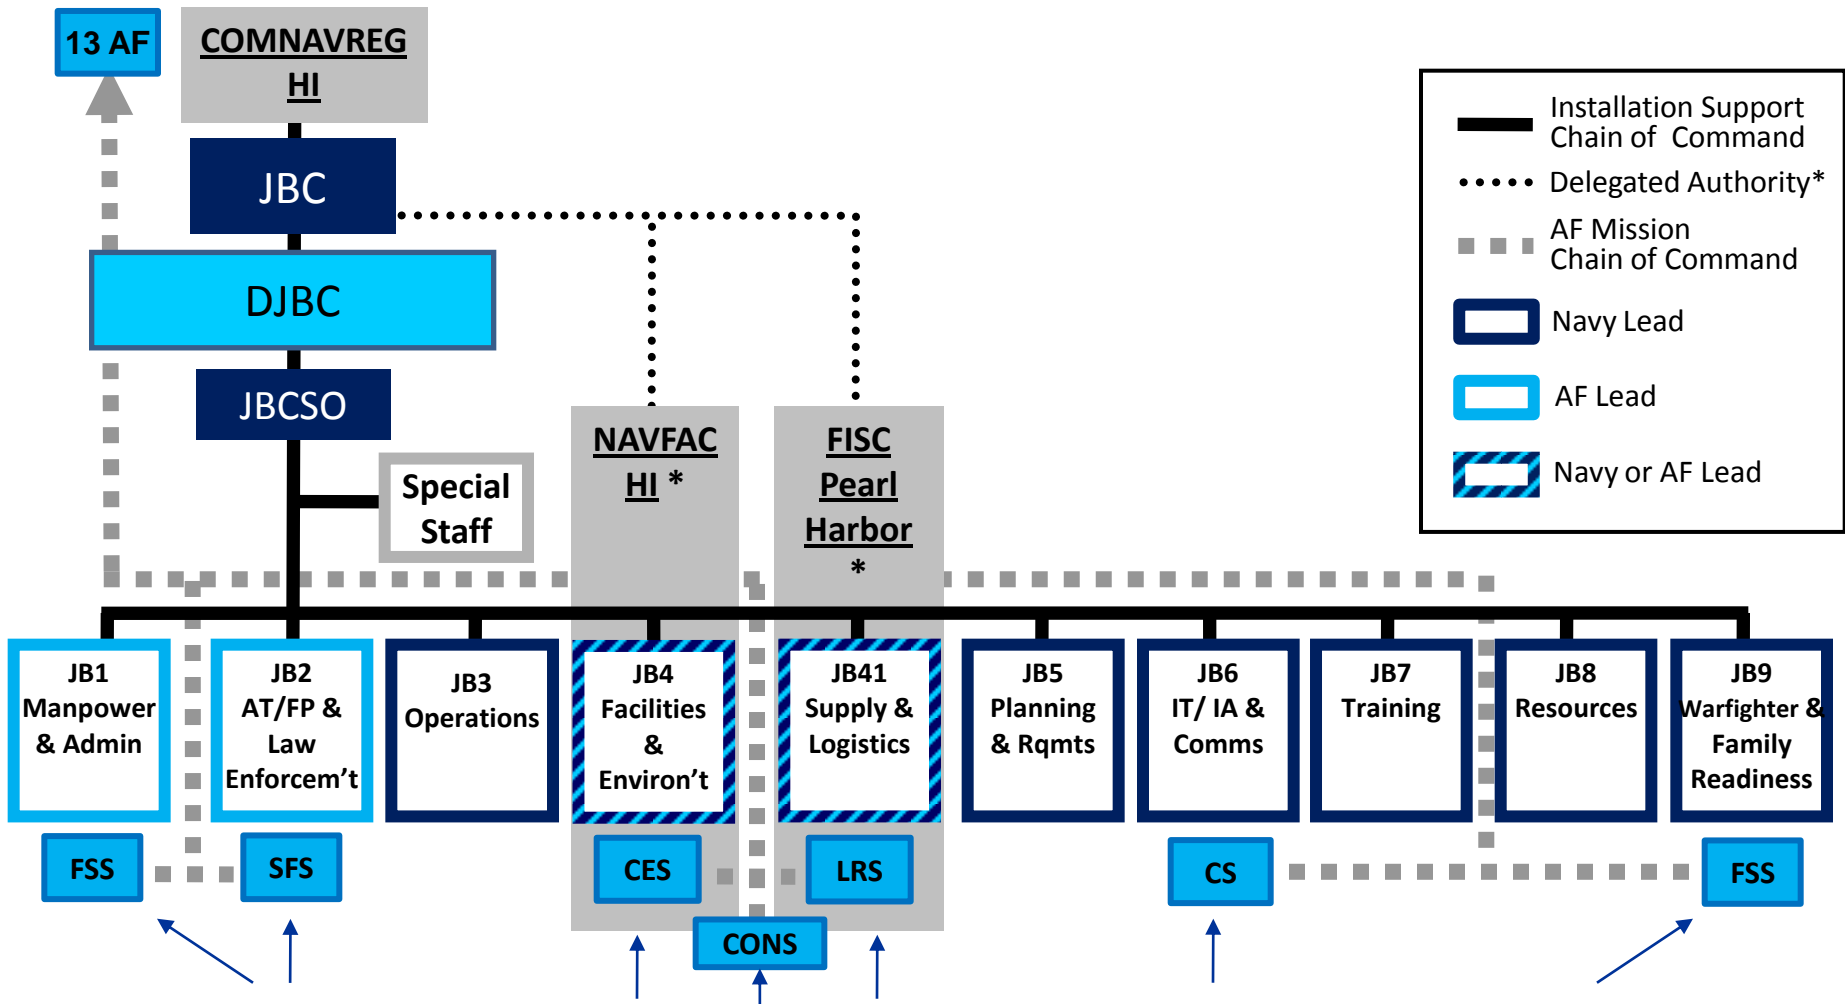 13 AF
COMNAVREG
HI
JBC
DJBC
JBCSO
Special
Staff
NAVFAC
HI *
FISC
Pearl
Harbor
*
Installation Support
Chain of Command
Delegated Authority*
AF Mission
Chain of Command
Navy Lead
AF Lead
Navy or AF Lead
JB1
Manpower
& Admin
JB2
AT/FP &
Law
Enforcem’t
JB3
Operations
JB4
Facilities
&
Environ’t
JB41
Supply &
Logistics
JB5
Planning
& Rqmts
JB6
IT/ IA &
Comms
JB7
Training
JB8
Resources
JB9
Warfighter &
Family
Readiness
FSS
SFS
CES
LRS
CONS
CS
FSS